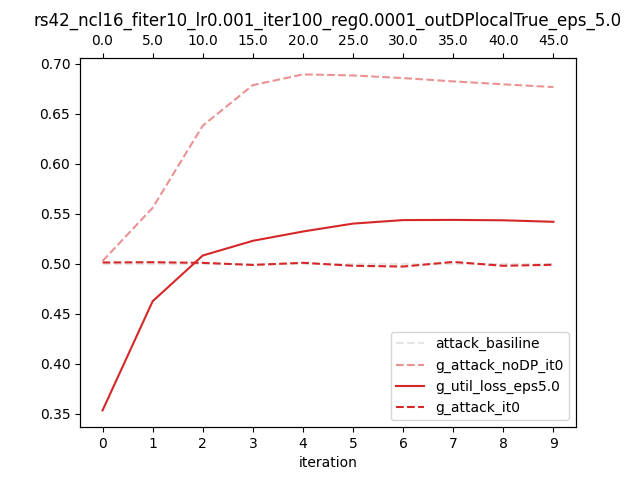 rs42_ncl16_fiter10_lr0.001_iter100_reg0.0001_outDPlocalTrue_eps_5.0
0.0 5.0 10.0 15.0 20.0 25.0 30.0 35.0 40.0 45.0
0.70
0.65
0.60
0.55
0.50
0.45
0.40
0.35
attack_basiline
g_attack_noDP_it0
g_util_loss_eps5.0
g_attack_it0
0 1 2 3 4 5 6 7 8 9
iteration